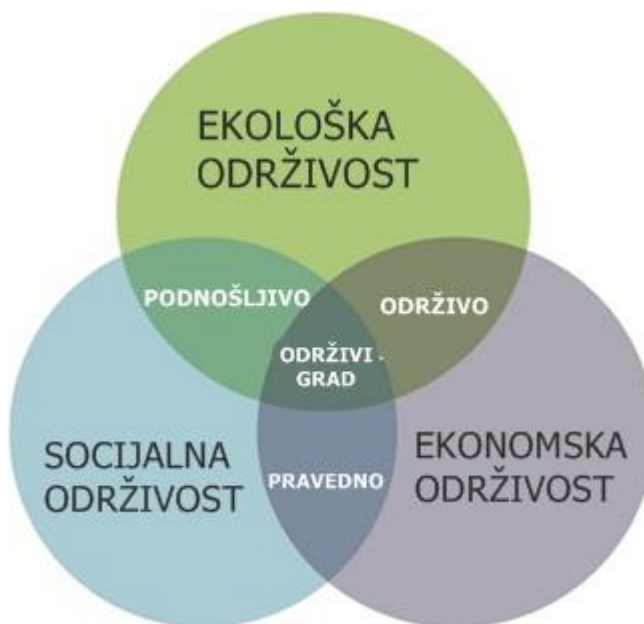 EKOLOŠKA
ODRŽIVOST
PODNOŠLJIVO
ODRŽIVO
ODRŽIVI -
GRAD
SOCIJALNA
ODRŽIVOST
PRAVEDNO
EKONOMSKA
ODRŽIVOST